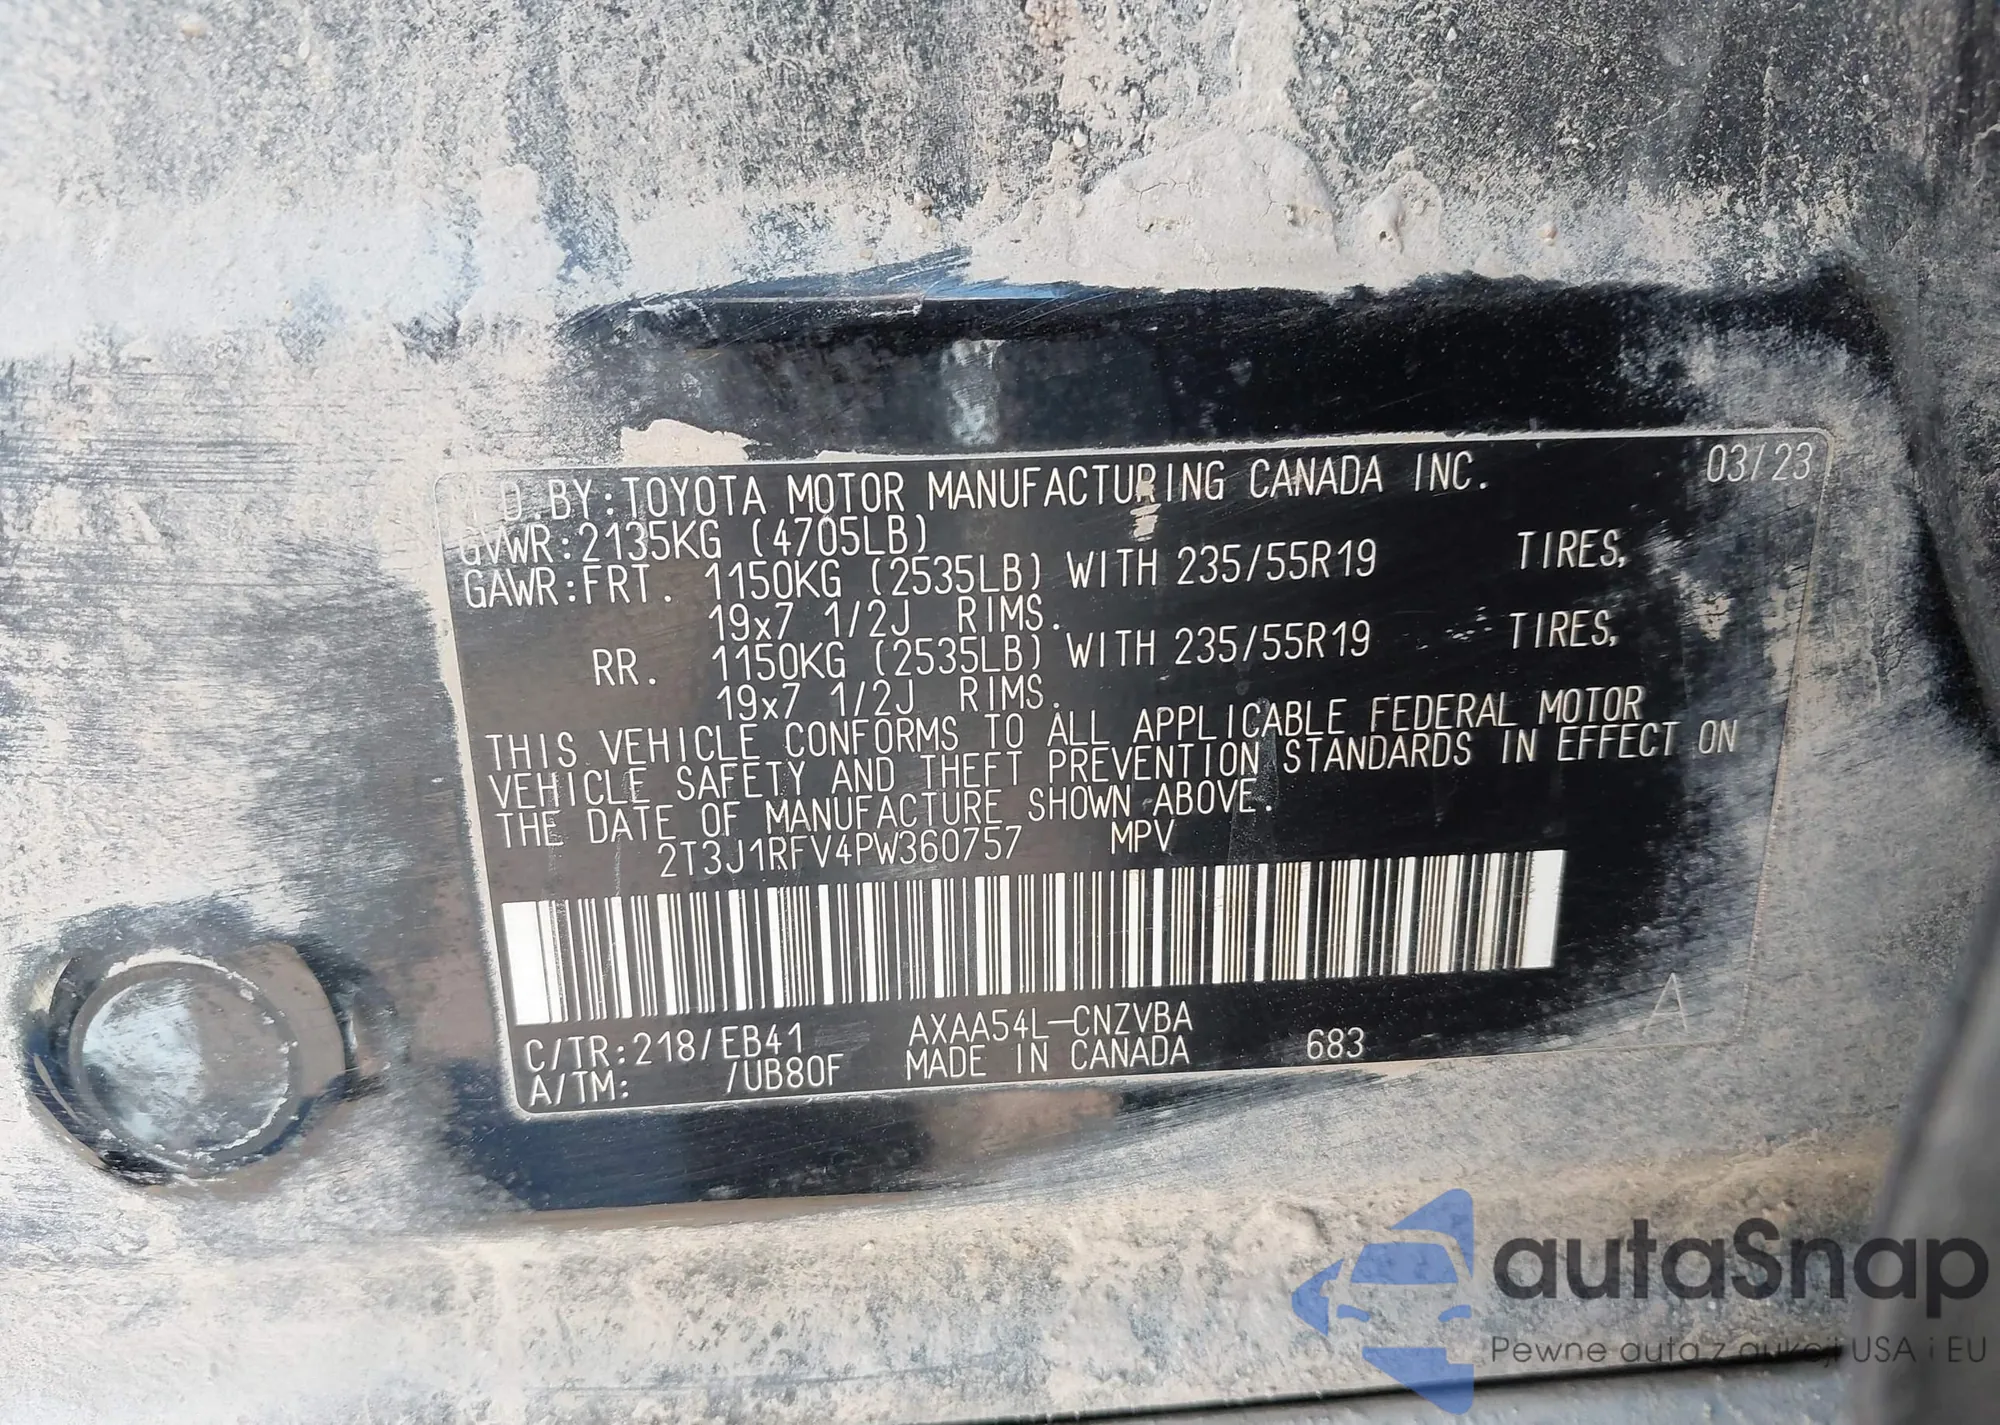 MFD.BY:TOYOTA MOTOR MANUFACTURING CANADA INC. 03/23
GVWR:2135KG (4705LB)
GAWR:FRT. 1150KG (2535LB) WITH 235/55R19 TIRES,
19x7 1/2J RIMS.
RR. 1150KG (2535LB) WITH 235/55R19 TIRES,
19x7 1/2J RIMS.
THIS VEHICLE CONFORMS TO ALL APPLICABLE FEDERAL MOTOR
VEHICLE SAFETY AND THEFT PREVENTION STANDARDS IN EFFECT ON
THE DATE OF MANUFACTURE SHOWN ABOVE.
2T3J1RFV4PW360757 MPV
C/TR:218/EB41 AXAA54L-CNZVBA
A/TM: /UB80F MADE IN CANADA 683
A
autaSnap
Pewne auta z aukcji USA i EU